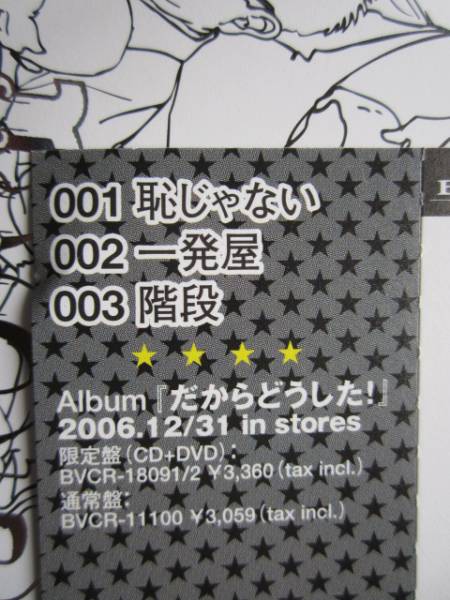 001 恥じゃない
002 一発屋
003 階段
★ ★ ★ ★
Album『だからどうした!』
2006.12/31 in stores
限定盤(CD+DVD):
BVCR-18091/2 ¥3,360(tax incl.)
通常盤:
BVCR-11100 ¥3,059(tax incl.)